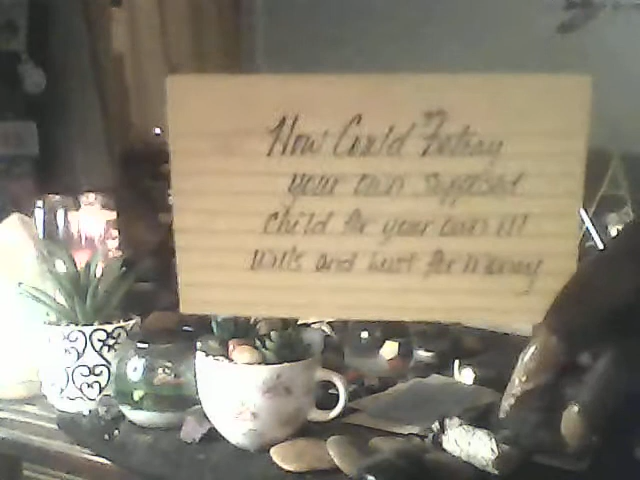 How Could
your own supposed
child for your own ill
wills and lust for money